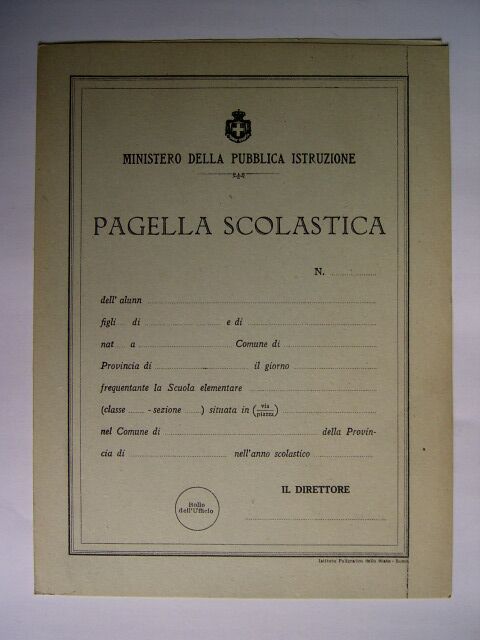 MINISTERO DELLA PUBBLICA ISTRUZIONE
PAGELLA SCOLASTICA
N. ............
dell' alunn ............
figli .... di ............ e di ............
nat .... a ............ Comune di ............
Provincia di ............ il giorno ............
frequentante la Scuola elementare ............
(classe ...... - sezione ......) situata in (via/piazza) ............
nel Comune di ............ della Provin-
cia di ............ nell'anno scolastico ............
IL DIRETTORE
Bollo
dell'Ufficio
Istituto Poligrafico dello Stato - Roma